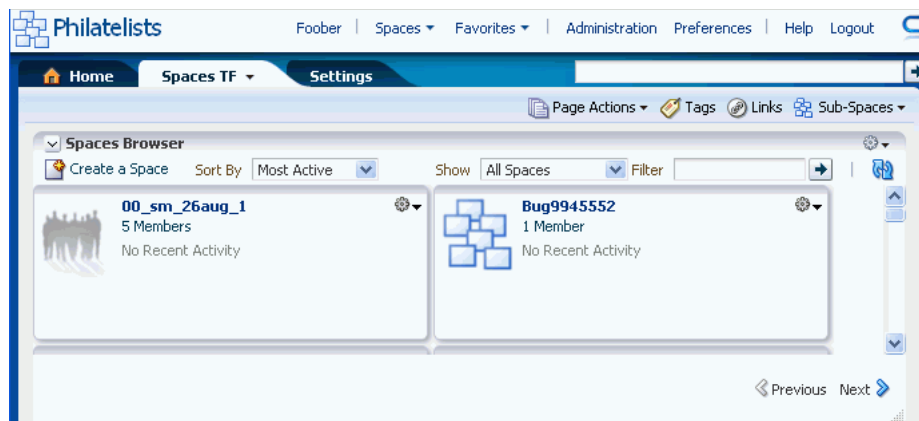 Philatelists Foober Spaces Favorites Administration Preferences Help Logout
Home Spaces TF Settings
Page Actions Tags Links Sub-Spaces
Spaces Browser
Create a Space Sort By Most Active Show All Spaces Filter
00_sm_26aug_1 Bug9945552
5 Members 1 Member
No Recent Activity No Recent Activity
Previous Next